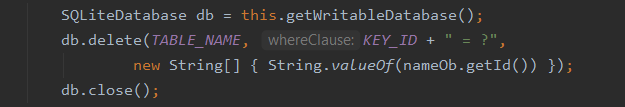 SQLiteDatabase db = this.getWritableDatabase();
db.delete(TABLE_NAME, whereClause: KEY_ID + " = ?",
new String[] { String.valueOf(nameOb.getId()) });
db.close();